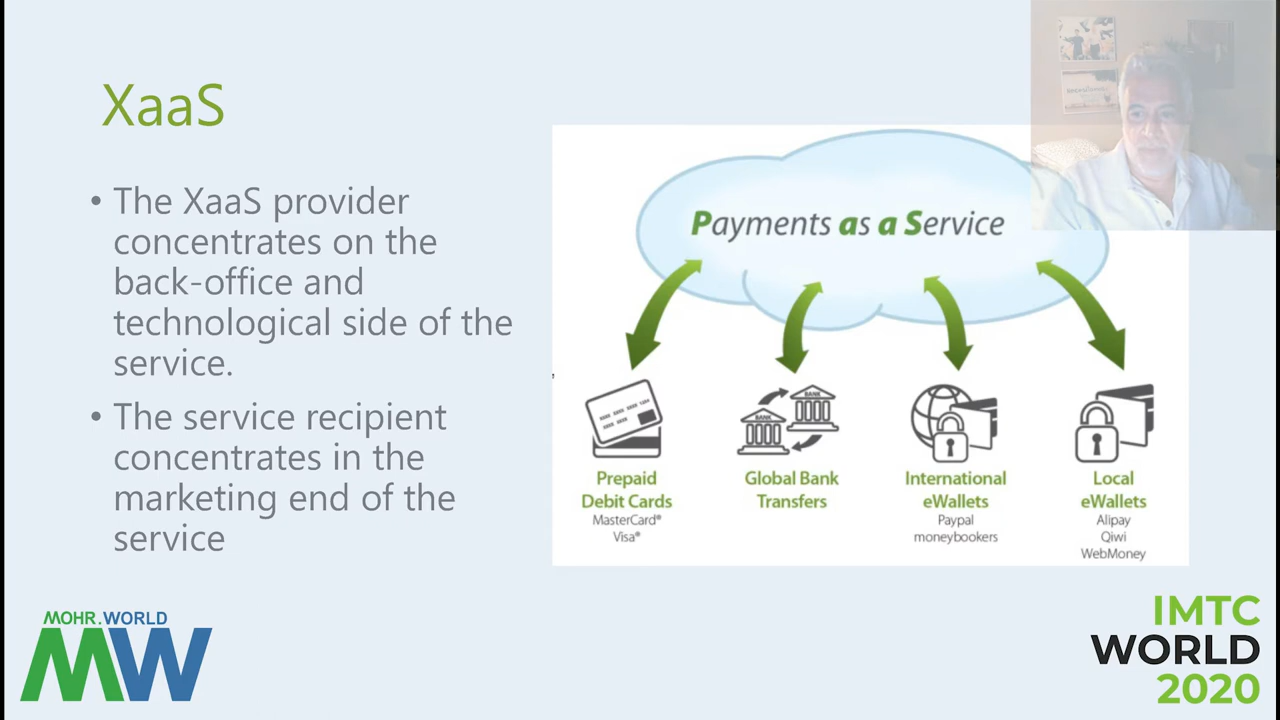 XaaS
• The XaaS provider
concentrates on the
back-office and
technological side of the
service.
• The service recipient
concentrates in the
marketing end of the
service
,
Payments as a Service
BANK
BANK
Prepaid
Debit Cards
MasterCard®
Visa®
Global Bank
Transfers
International
eWallets
Paypal
moneybookers
Local
eWallets
Alipay
Qiwi
WebMoney
MOHR.WORLD
MW
IMTC
WORLD
2020